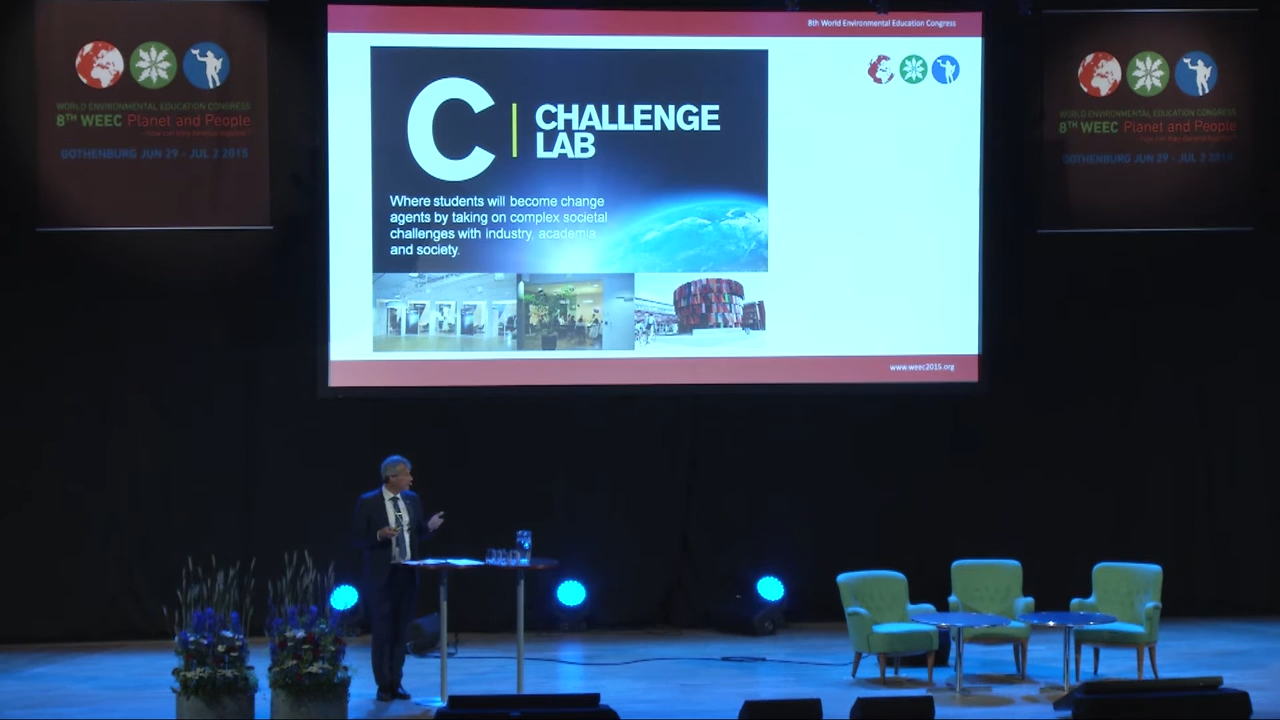 8th World Environmental Education Congress
C
CHALLENGE
LAB
Where students will become change
agents by taking on complex societal
challenges with industry, academia
and society.
www.weec2015.org
WORLD ENVIRONMENTAL EDUCATION CONGRESS
8TH WEEC Planet and People
GOTHENBURG JUN 29 - JUL 2 2015
WORLD ENVIRONMENTAL EDUCATION CONGRESS
8TH WEEC Planet and People
GOTHENBURG JUN 29 - JUL 2 2015